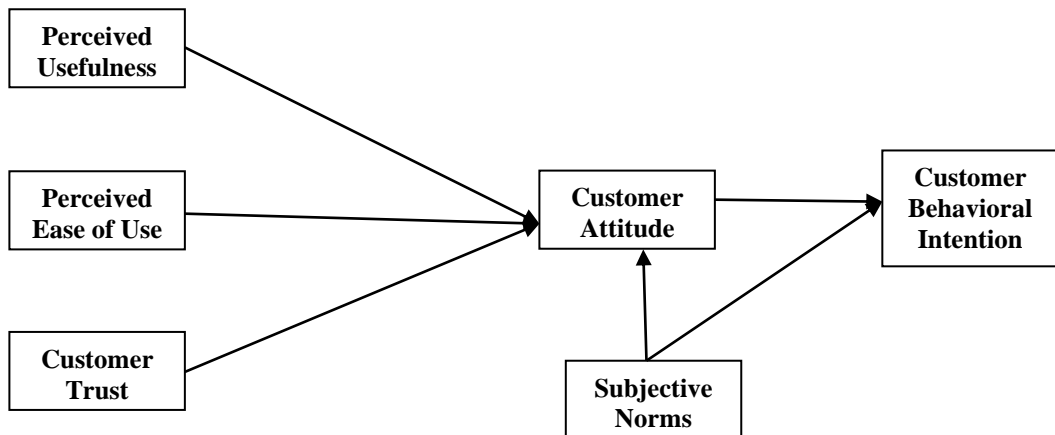 Perceived
Usefulness
Perceived
Ease of Use
Customer
Trust
Customer
Attitude
Subjective
Norms
Customer
Behavioral
Intention